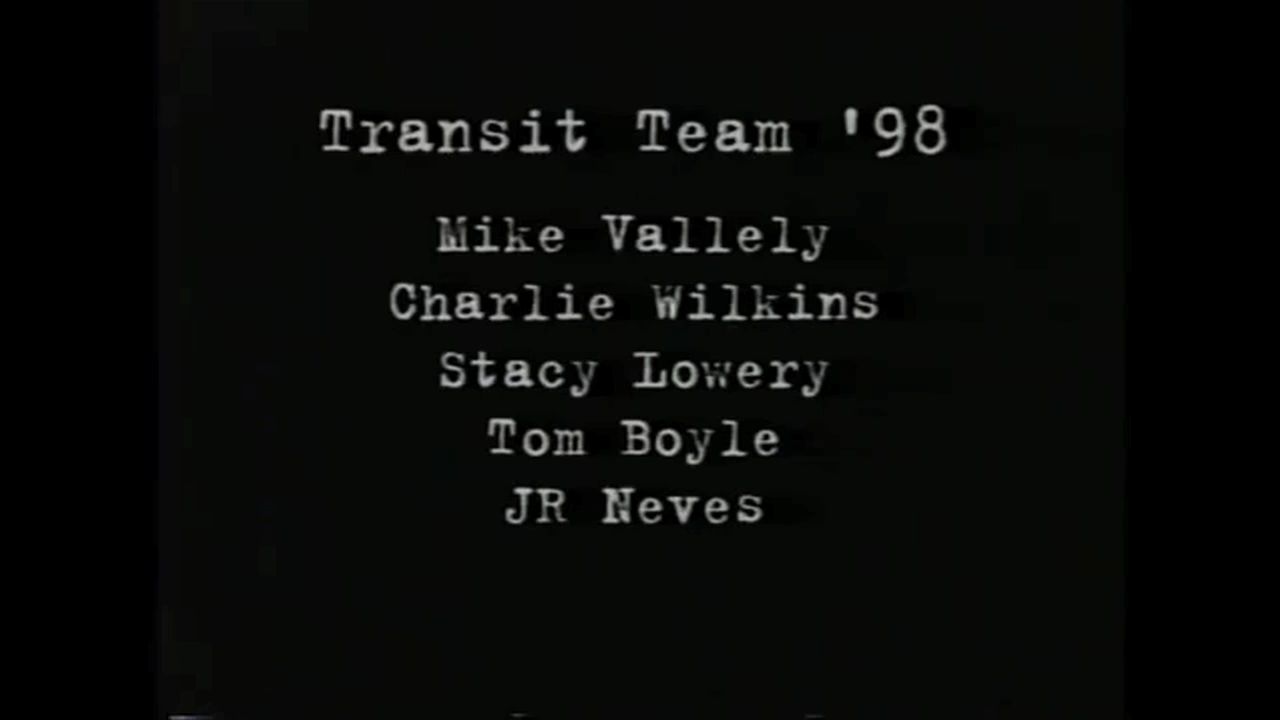 Transit Team '98
Mike Vallely
Charlie Wilkins
Stacy Lowery
Tom Boyle
JR Neves